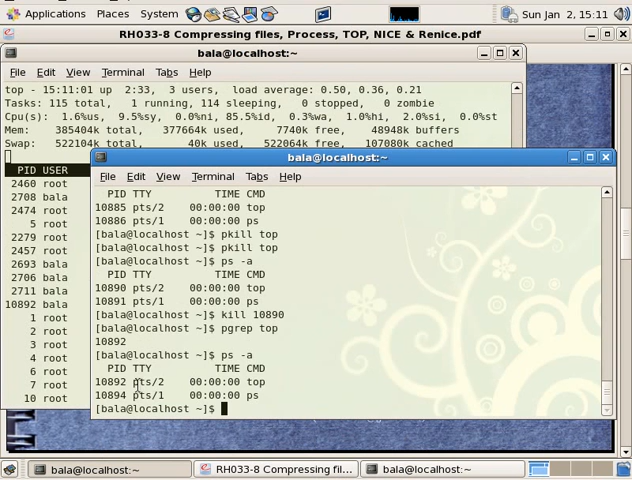 Applications Places System
Sun Jan 2, 15:11
RH033-8 Compressing files, Process, TOP, NICE & Renice.pdf
bala@localhost:~
File Edit View Terminal Tabs Help
top - 15:11:01 up 2:33, 3 users, load average: 0.50, 0.36, 0.21
Tasks: 115 total, 1 running, 114 sleeping, 0 stopped, 0 zombie
Cpu(s): 1.6%us, 9.5%sy, 0.0%ni, 85.5%id, 0.3%wa, 1.0%hi, 2.0%si, 0.0%st
Mem: 385404k total, 377664k used, 7740k free, 48948k buffers
Swap: 522104k total, 40k used, 522064k free, 107080k cached
PID USER
2460 root
2708 bala
2474 root
5 root
2279 root
2457 root
2693 bala
2706 bala
2711 bala
10892 bala
1 root
2 root
3 root
4 root
6 root
7 root
10 root
bala@localhost:~
File Edit View Terminal Tabs Help
PID TTY TIME CMD
10885 pts/2 00:00:00 top
10886 pts/1 00:00:00 ps
[bala@localhost ~]$ pkill top
[bala@localhost ~]$ pkill top
[bala@localhost ~]$ ps -a
PID TTY TIME CMD
10890 pts/2 00:00:00 top
10891 pts/1 00:00:00 ps
[bala@localhost ~]$ kill 10890
[bala@localhost ~]$ pgrep top
10892
[bala@localhost ~]$ ps -a
PID TTY TIME CMD
10892 pts/2 00:00:00 top
10894 pts/1 00:00:00 ps
[bala@localhost ~]$
bala@localhost:~
RH033-8 Compressing fil...
bala@localhost:~